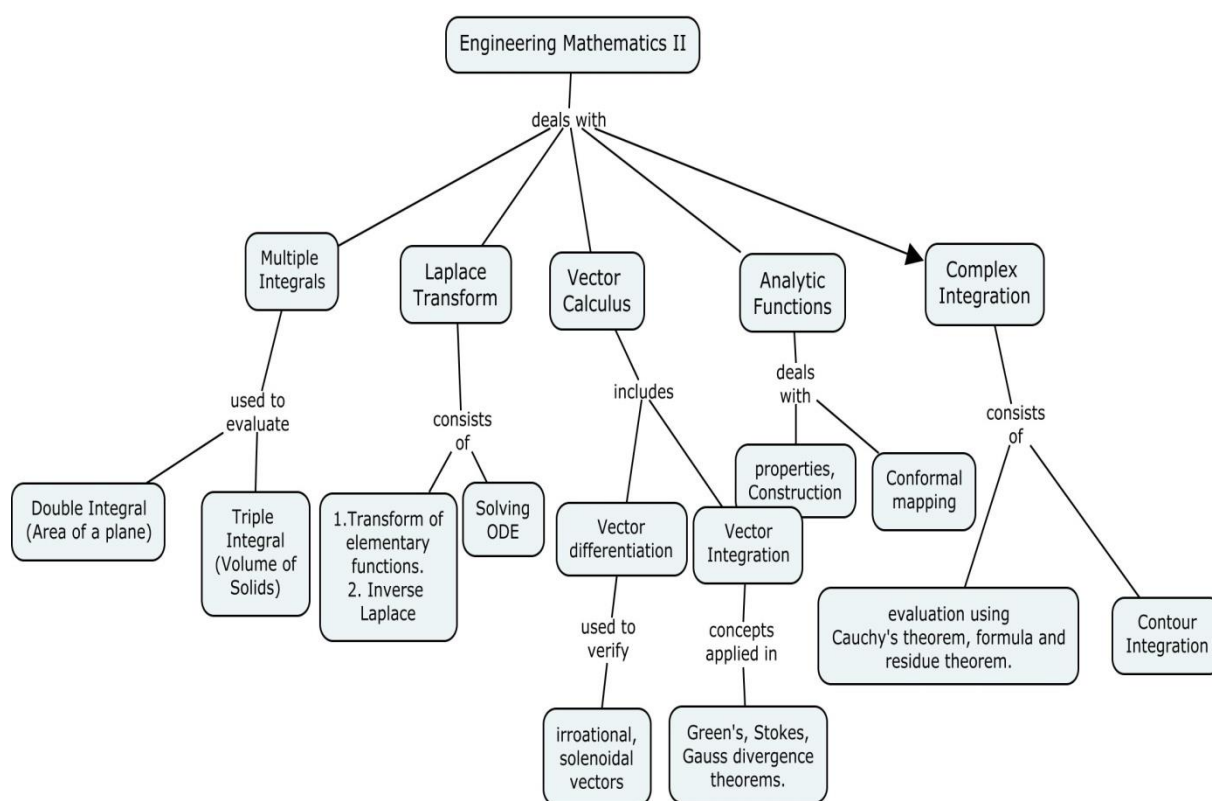 Engineering Mathematics II
deals with
Multiple
Integrals
Laplace
Transform
Vector
Calculus
Analytic
Functions
Complex
Integration
used to
evaluate
consists
of
includes
deals
with
consists
of
Double Integral
(Area of a plane)
Triple
Integral
(Volume of
Solids)
1.Transform of
elementary
functions.
2. Inverse
Laplace
Solving
ODE
Vector
differentiation
Vector
Integration
properties,
Construction
Conformal
mapping
evaluation using
Cauchy's theorem, formula and
residue theorem.
Contour
Integration
used to
verify
concepts
applied in
irroational,
solenoidal
vectors
Green's, Stokes,
Gauss divergence
theorems.